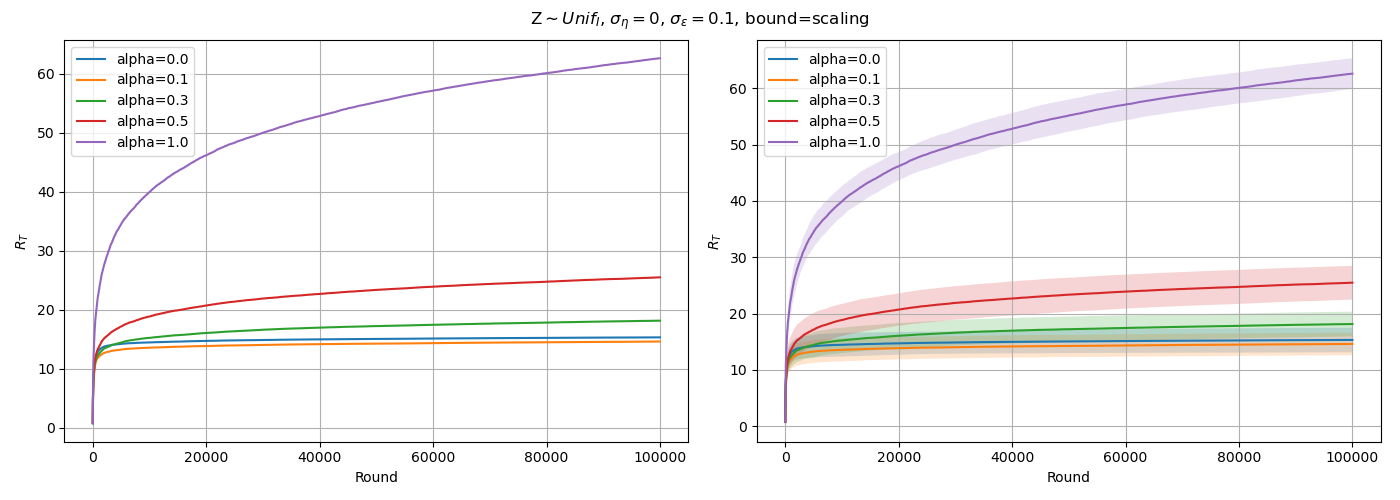 Z ∼ Unif_I, σ_η = 0, σ_ε = 0.1, bound=scaling
alpha=0.0
alpha=0.1
alpha=0.3
alpha=0.5
alpha=1.0
60
50
40
30
20
10
0
R_T
0 20000 40000 60000 80000 100000
Round
alpha=0.0
alpha=0.1
alpha=0.3
alpha=0.5
alpha=1.0
60
50
40
30
20
10
0
R_T
0 20000 40000 60000 80000 100000
Round